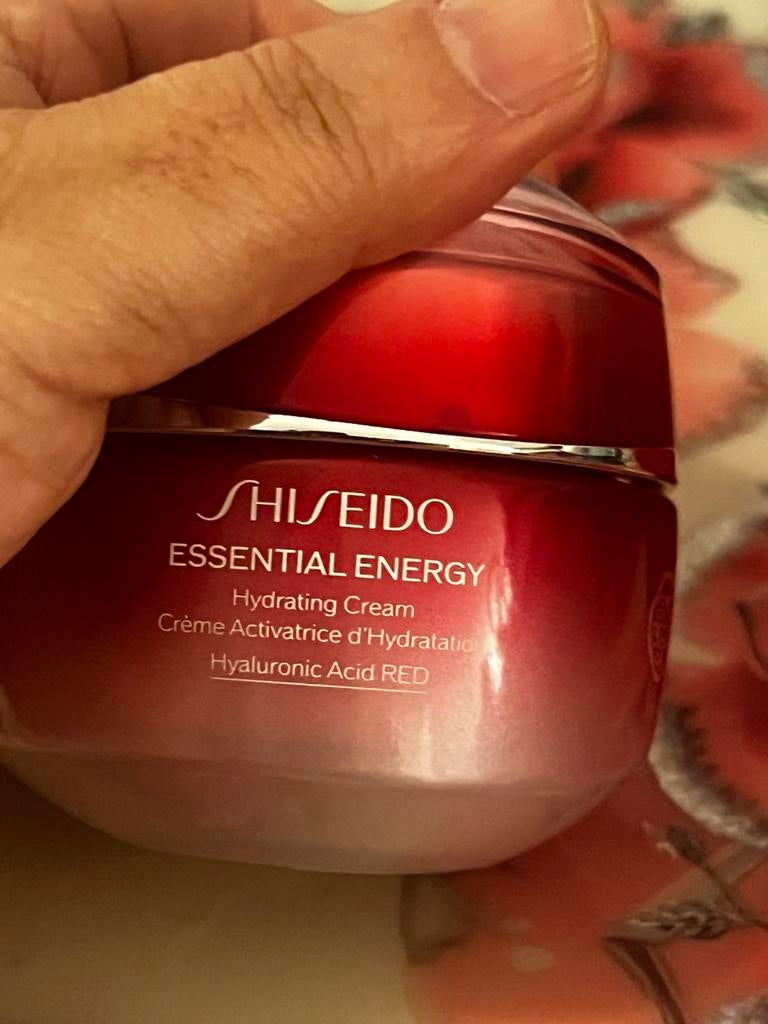 SHISEIDO
ESSENTIAL ENERGY
Hydrating Cream
Crème Activatrice d'Hydratatio
Hyaluronic Acid RED